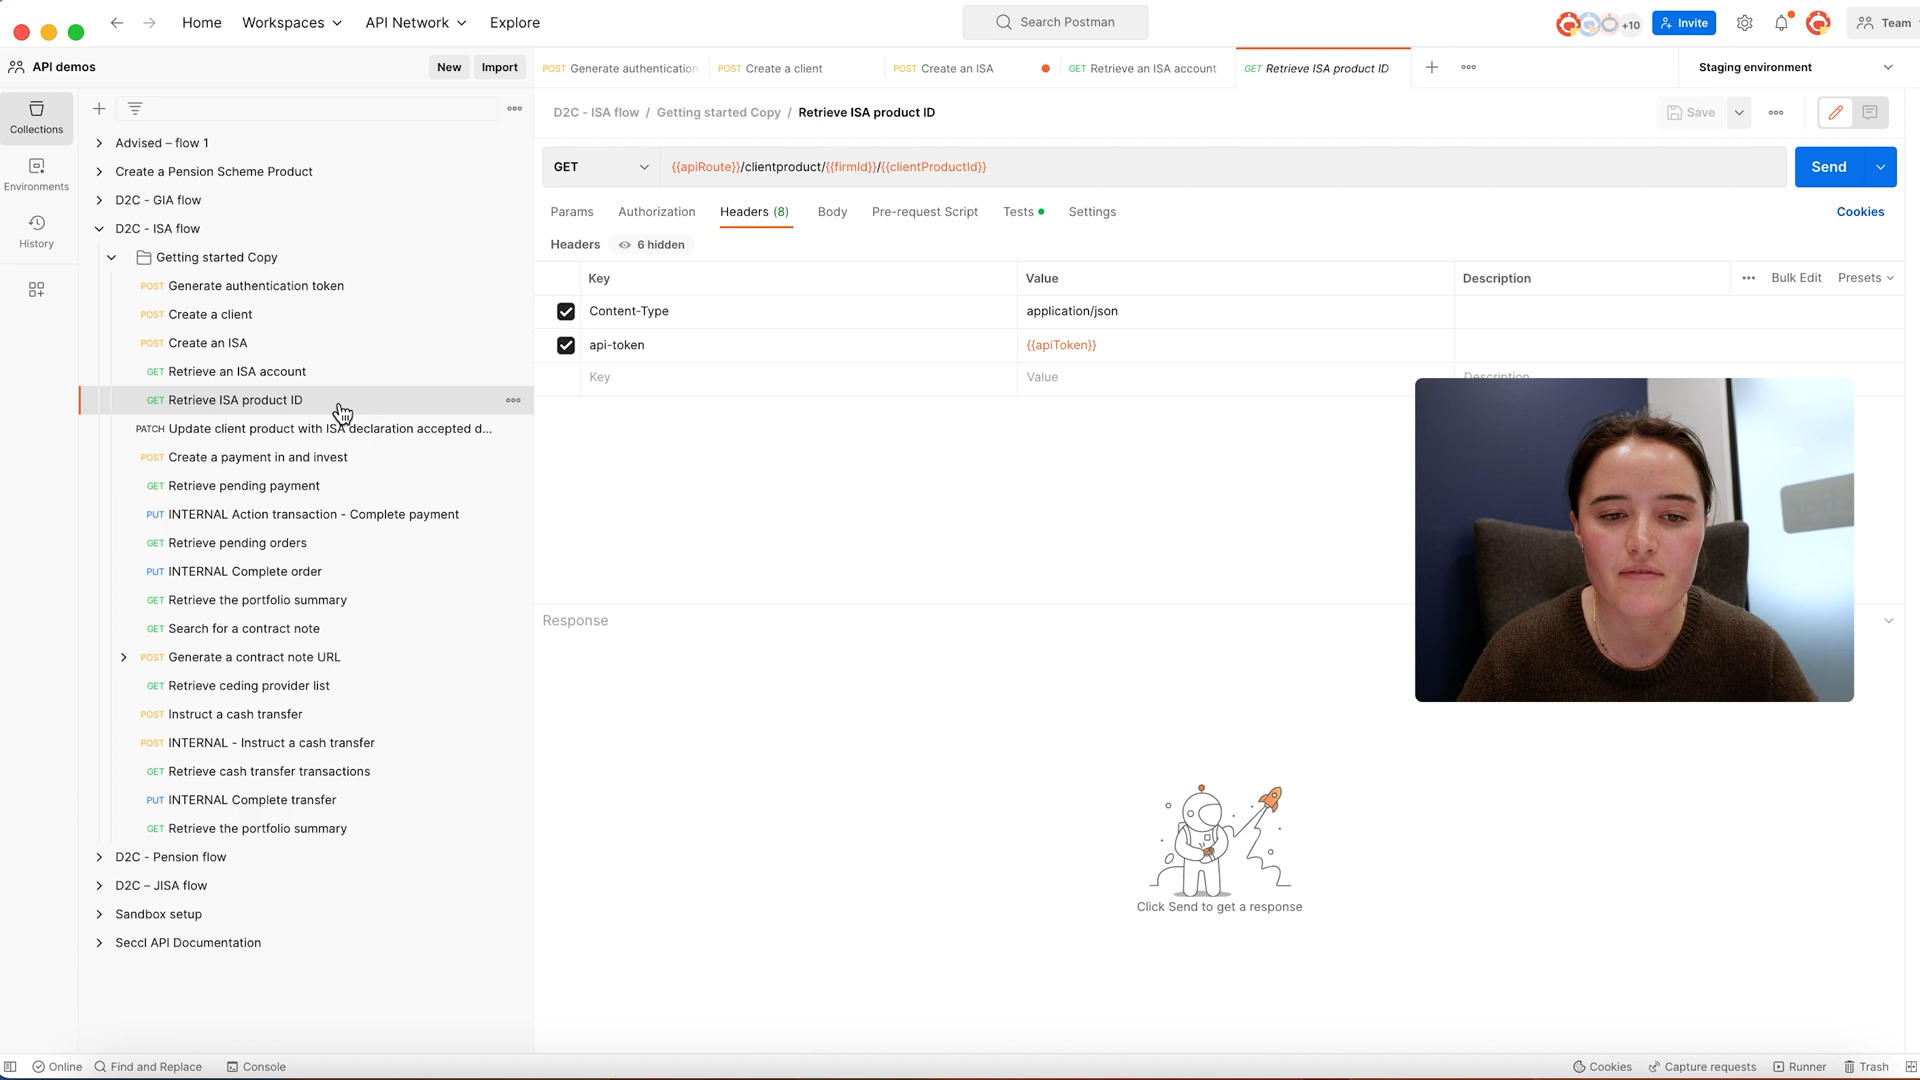 Home
Workspaces
API Network
Explore
Search Postman
+10
Invite
Team
API demos
New
Import
POST Generate authentication
POST Create a client
POST Create an ISA
GET Retrieve an ISA account
GET Retrieve ISA product ID
Staging environment
Collections
Environments
History
Advised – flow 1
Create a Pension Scheme Product
D2C - GIA flow
D2C - ISA flow
Getting started Copy
POST Generate authentication token
POST Create a client
POST Create an ISA
GET Retrieve an ISA account
GET Retrieve ISA product ID
PATCH Update client product with ISA declaration accepted d...
POST Create a payment in and invest
GET Retrieve pending payment
PUT INTERNAL Action transaction - Complete payment
GET Retrieve pending orders
PUT INTERNAL Complete order
GET Retrieve the portfolio summary
GET Search for a contract note
POST Generate a contract note URL
GET Retrieve ceding provider list
POST Instruct a cash transfer
POST INTERNAL - Instruct a cash transfer
GET Retrieve cash transfer transactions
PUT INTERNAL Complete transfer
GET Retrieve the portfolio summary
D2C - Pension flow
D2C – JISA flow
Sandbox setup
Seccl API Documentation
D2C - ISA flow / Getting started Copy / Retrieve ISA product ID
Save
GET
{{apiRoute}}/clientproduct/{{firmId}}/{{clientProductId}}
Send
Params
Authorization
Headers (8)
Body
Pre-request Script
Tests
Settings
Cookies
Headers
6 hidden
Key
Value
Description
Bulk Edit
Presets
Content-Type
application/json
api-token
{{apiToken}}
Key
Value
Description
Response
Click Send to get a response
Online
Find and Replace
Console
Cookies
Capture requests
Runner
Trash